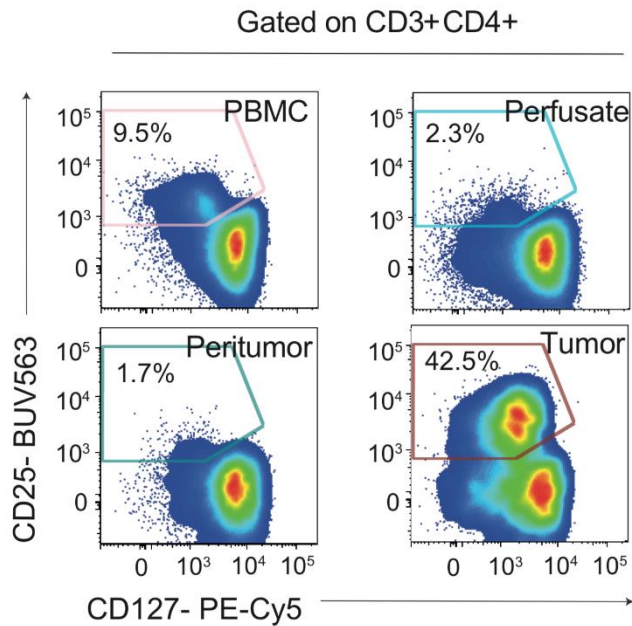 Gated on CD3+CD4+
PBMC
9.5%
10⁵
10⁴
10³
0
Perfusate
2.3%
10⁵
10⁴
10³
0
Peritumor
1.7%
10⁵
10⁴
10³
0
0 10³ 10⁴ 10⁵
Tumor
42.5%
10⁵
10⁴
10³
0
0 10³ 10⁴ 10⁵
CD25- BUV563
CD127- PE-Cy5